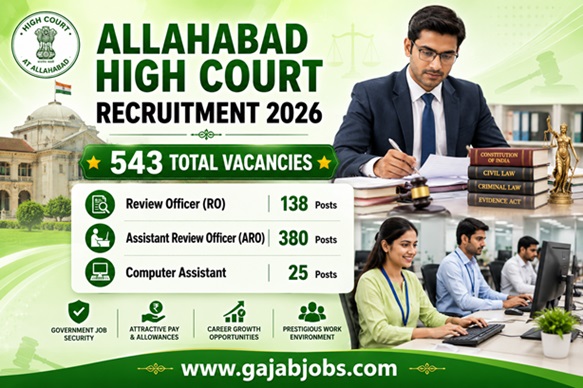 HIGH COURT
AT ALLAHABAD
ALLAHABAD
HIGH COURT
RECRUITMENT 2026
543 TOTAL VACANCIES
Review Officer (RO) 138 Posts
Assistant Review Officer (ARO) 380 Posts
Computer Assistant 25 Posts
CONSTITUTION
OF INDIA
CIVIL LAW
CRIMINAL LAW
EVIDENCE ACT
GOVERNMENT JOB
SECURITY
ATTRACTIVE PAY
& ALLOWANCES
CAREER GROWTH
OPPORTUNITIES
PRESTIGIOUS WORK
ENVIRONMENT
www.gajabjobs.com